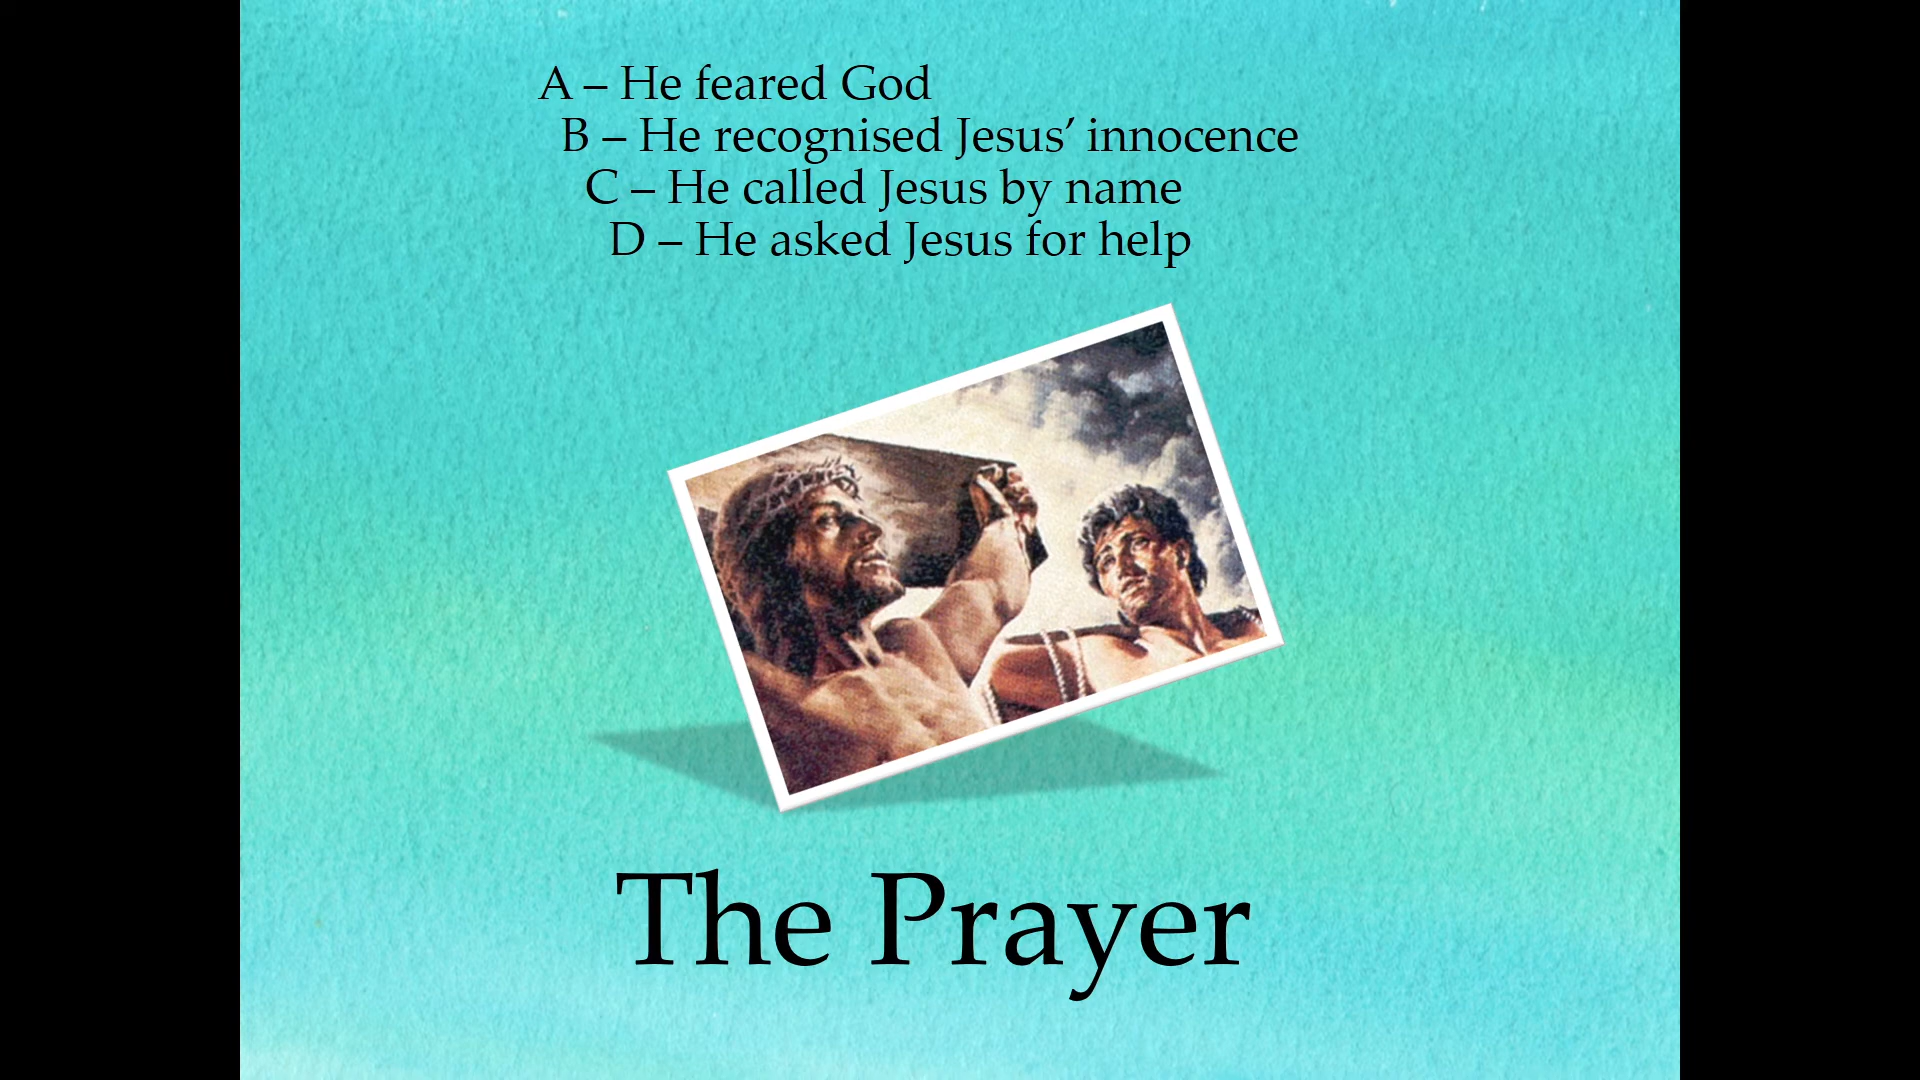 A – He feared God
B – He recognised Jesus’ innocence
C – He called Jesus by name
D – He asked Jesus for help
The Prayer